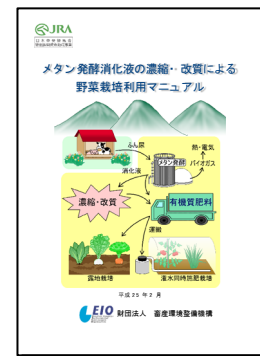 JRA
メタン発酵消化液の濃縮・改質による
野菜栽培利用マニュアル
ふん尿
熱・電気
メタン発酵
バイオガス
消化液
濃縮・改質
有機質肥料
運搬
露地栽培
灌水同時施肥栽培
平成 25 年 2 月
LEIO 財団法人 畜産環境整備機構